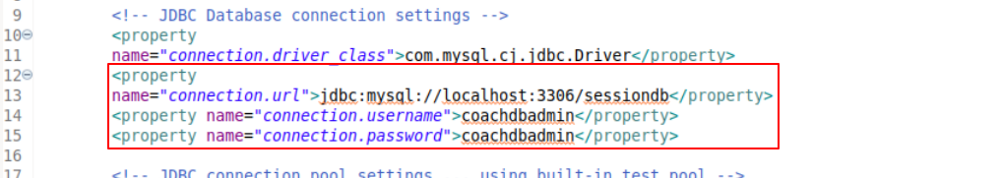 9 <!-- JDBC Database connection settings -->
10 <property
11 name="connection.driver_class">com.mysql.cj.jdbc.Driver</property>
12 <property
13 name="connection.url">jdbc:mysql://localhost:3306/sessiondb</property>
14 <property name="connection.username">coachdbadmin</property>
15 <property name="connection.password">coachdbadmin</property>
16
17 <!-- JDBC connection pool settings ... using built-in test pool -->